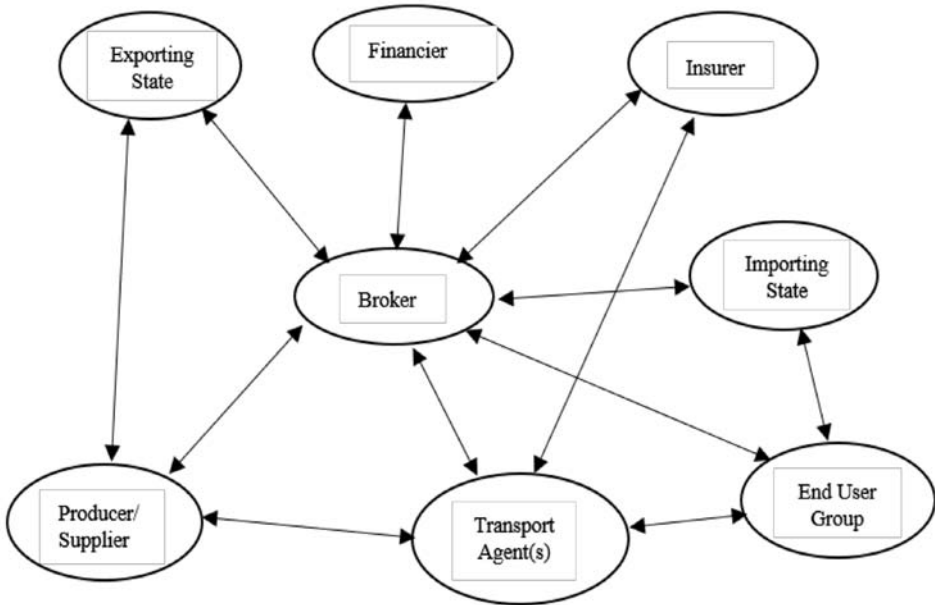 Exporting
State
Financier
Insurer
Broker
Importing
State
Producer/
Supplier
Transport
Agent(s)
End User
Group